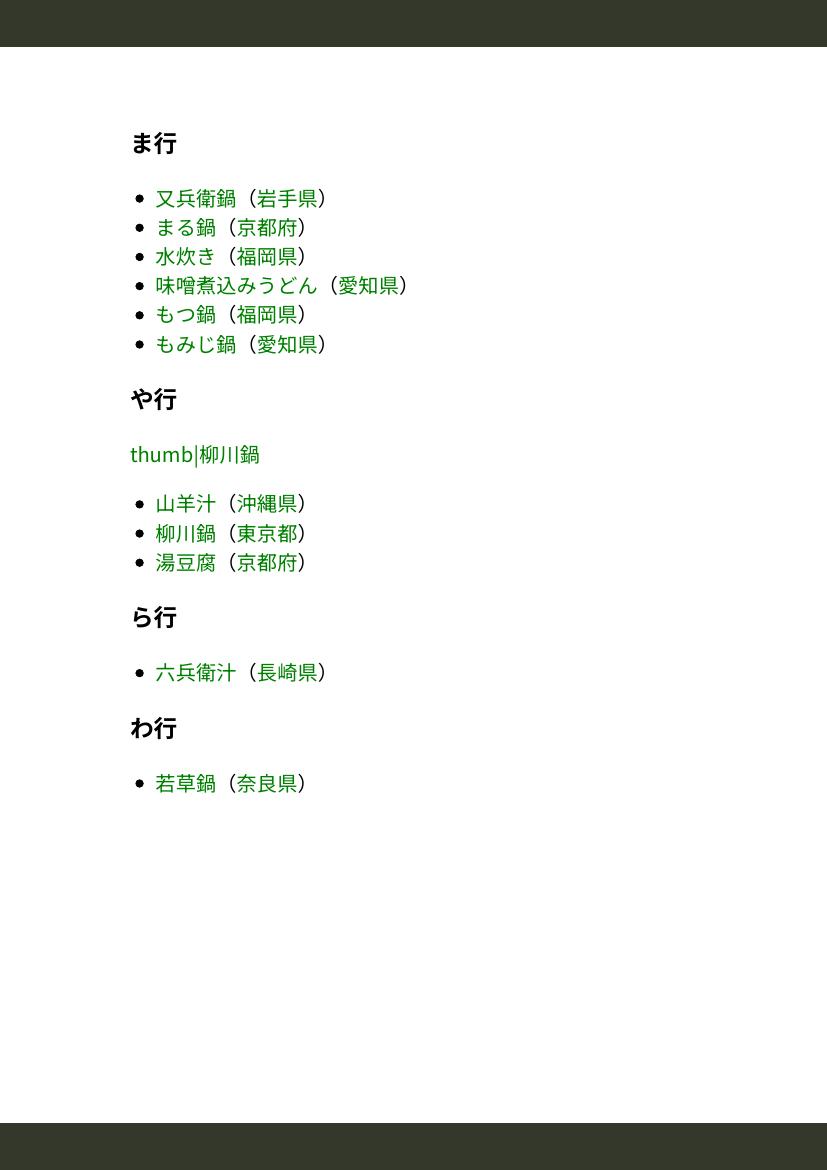 ま行
• 又兵衛鍋（岩手県）
• まる鍋（京都府）
• 水炊き（福岡県）
• 味噌煮込みうどん（愛知県）
• もつ鍋（福岡県）
• もみじ鍋（愛知県）
や行
thumb|柳川鍋
• 山羊汁（沖縄県）
• 柳川鍋（東京都）
• 湯豆腐（京都府）
ら行
• 六兵衛汁（長崎県）
わ行
• 若草鍋（奈良県）